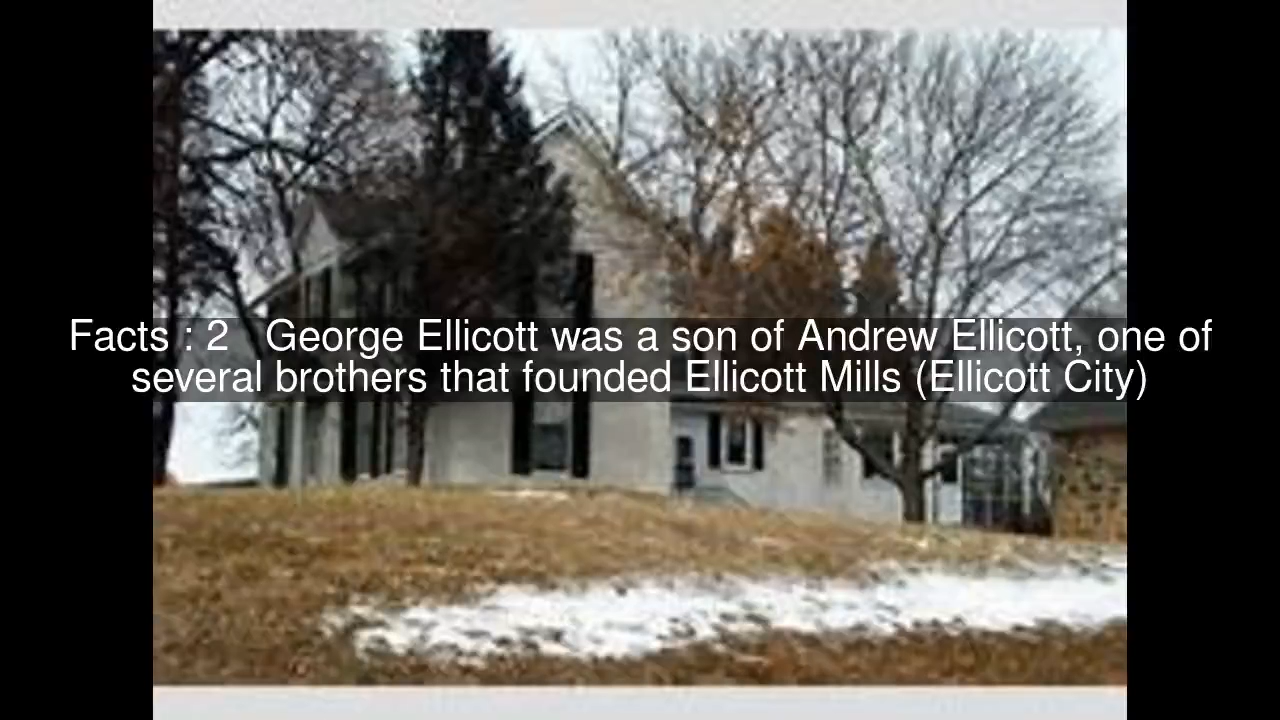 Facts : 2 George Ellicott was a son of Andrew Ellicott, one of
several brothers that founded Ellicott Mills (Ellicott City)